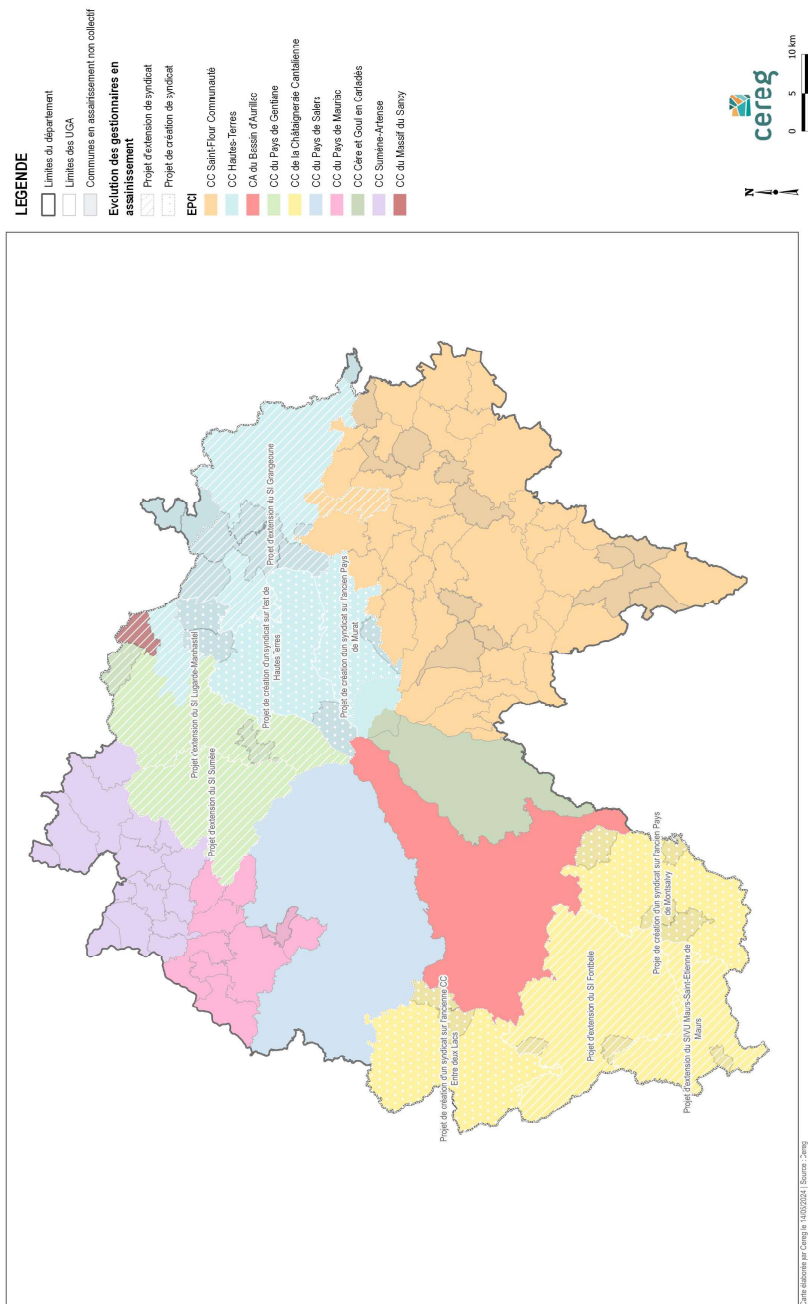 LEGENDE
Limites du département
Limites des UGA
Communes en assainissement non collectif
Evolution des gestionnaires en
assainissement
Projet d'extension de syndicat
Projet de création de syndicat
EPCI
CC Saint-Flour Communauté
CC Hautes-Terres
CA du Bassin d'Aurillac
CC du Pays de Gentiane
CC de la Châtaigneraie Cantalienne
CC du Pays de Salers
CC du Pays de Mauriac
CC Cère et Goul en Carladès
CC Sumène-Artense
CC du Massif du Sancy
Projet d'extension du SI Grangeoune
Projet d'extension du SI Lugarde-Marchastel
Projet de création d'un syndicat sur l'est de
Hautes Terres
Projet de création d'un syndicat sur l'ancien Pays
de Murat
Projet d'extension du SI Sumène
Projet de création d'un syndicat sur l'ancienne CC
Entre deux Lacs
Projet d'extension du SI Fontbelle
Proje de création d'un syndicat sur l'ancien Pays
de Montsalvy
Projet d'extension du SIVU Maurs-Saint-Etienne de
Maurs
N
cereg
0 5 10 km
Carte élaborée par Cereg le 14/05/2024 | Source : Cereg